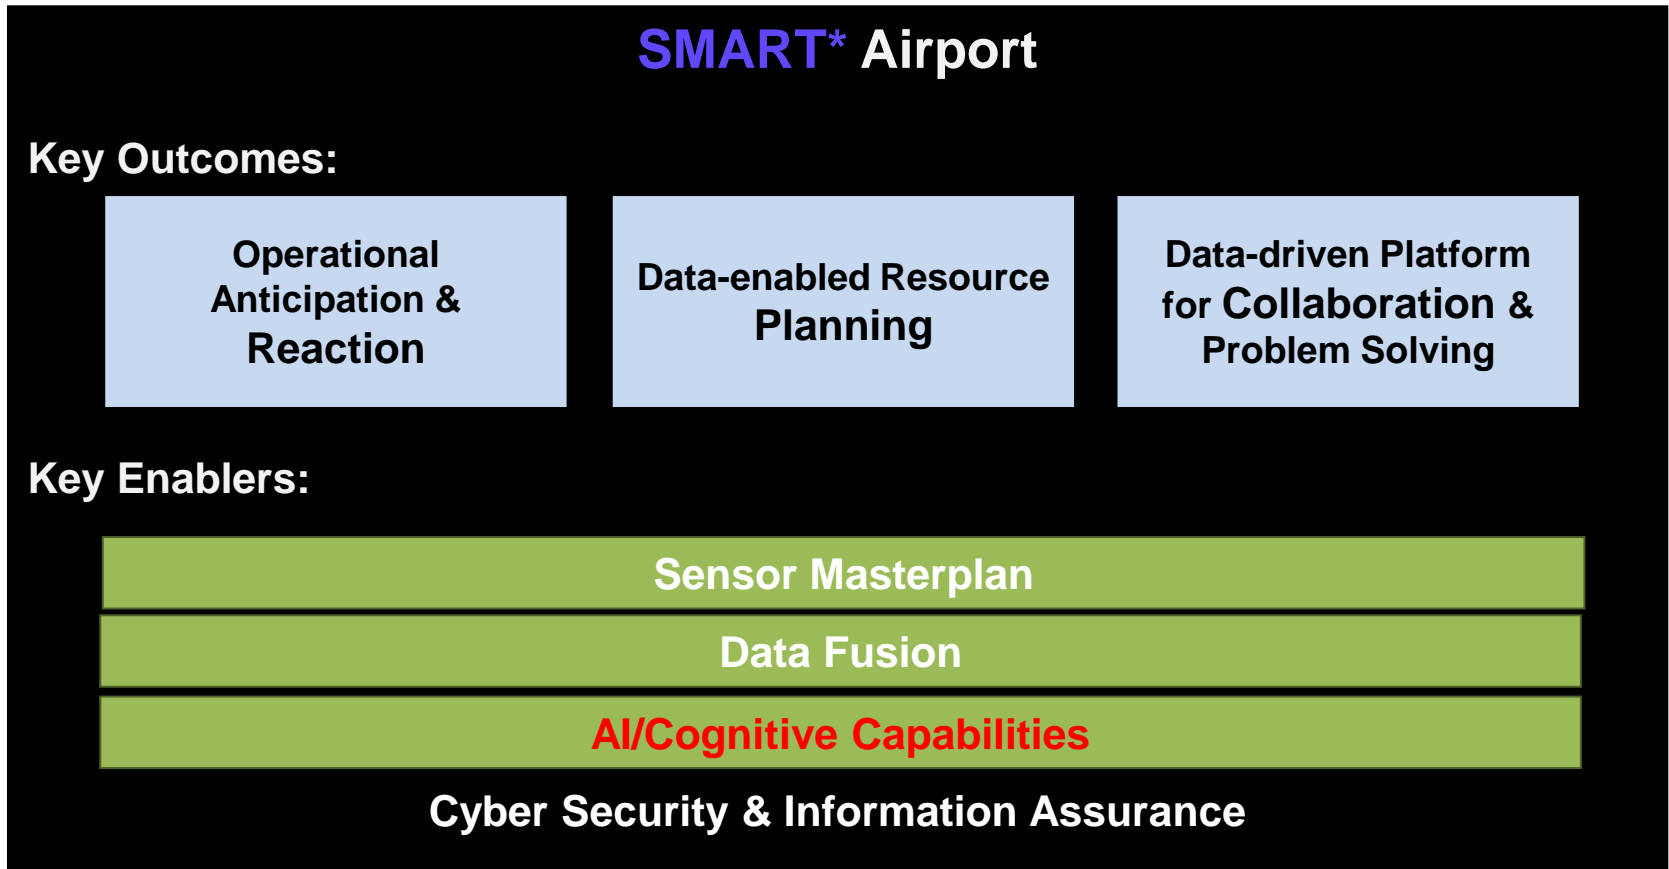 SMART* Airport
Key Outcomes:
Operational
Anticipation &
Reaction
Data-enabled Resource
Planning
Data-driven Platform
for Collaboration &
Problem Solving
Key Enablers:
Sensor Masterplan
Data Fusion
AI/Cognitive Capabilities
Cyber Security & Information Assurance